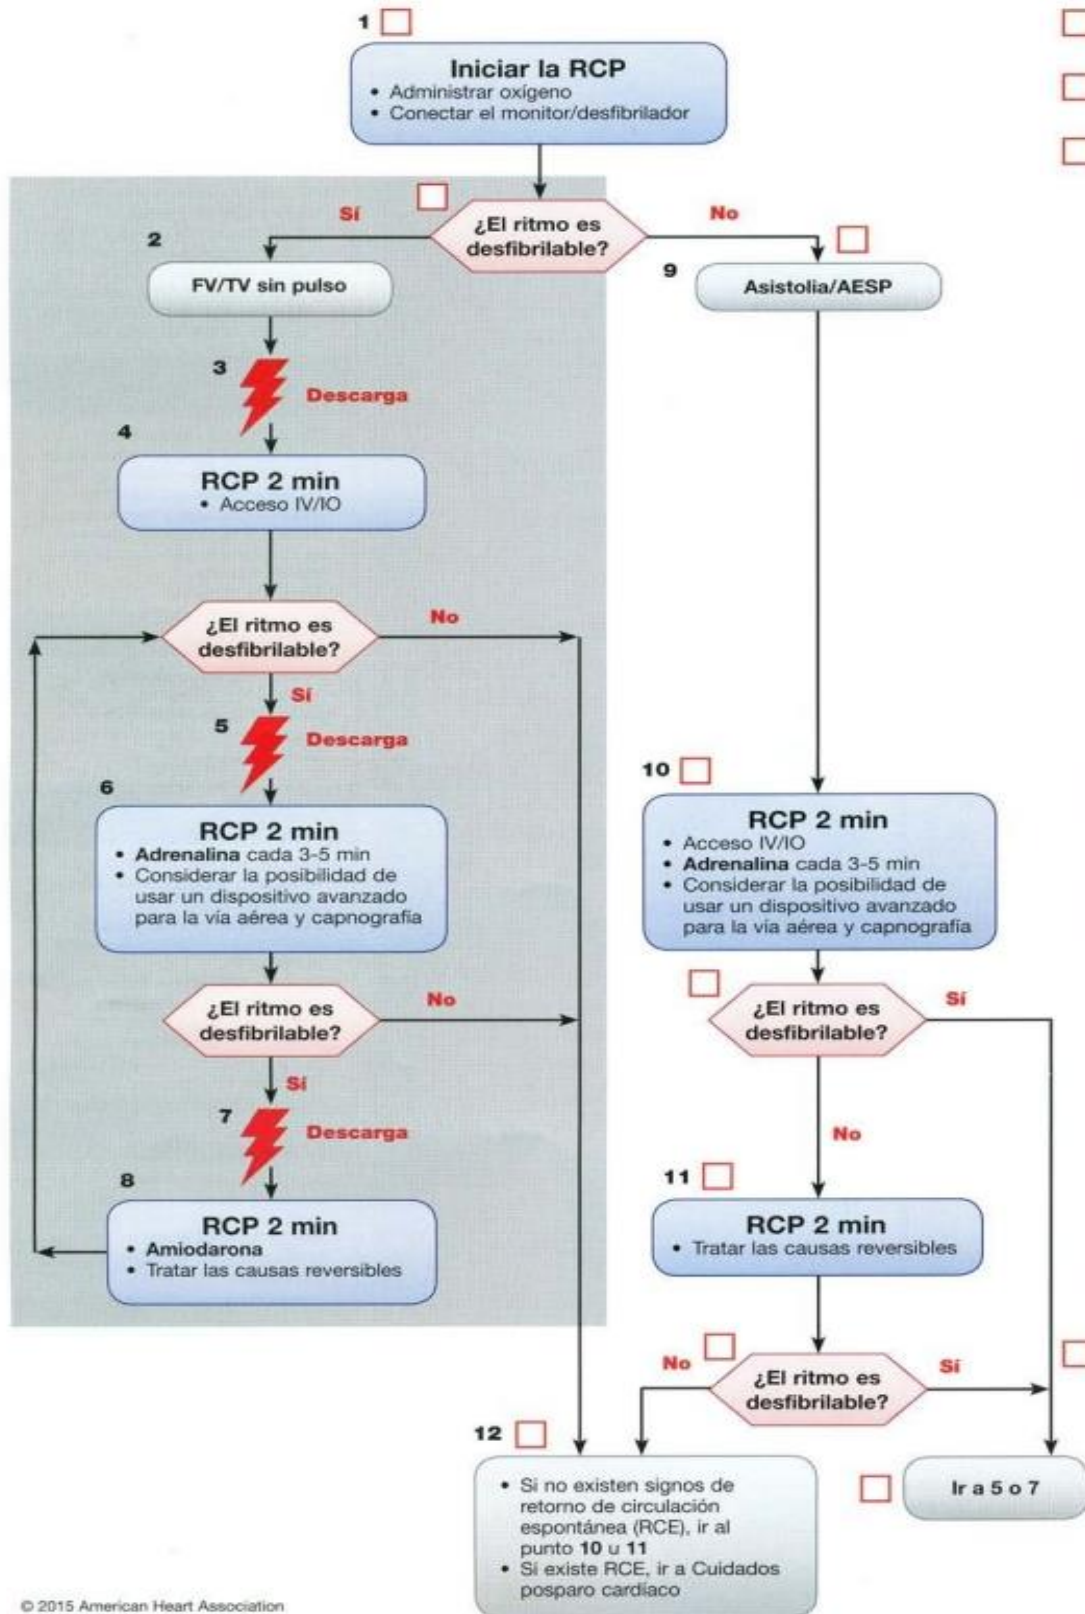 1
Iniciar la RCP
• Administrar oxígeno
• Conectar el monitor/desfibrilador
¿El ritmo es
desfibrilable?
Sí
No
2
FV/TV sin pulso
9
Asistolia/AESP
3
Descarga
4
RCP 2 min
• Acceso IV/IO
¿El ritmo es
desfibrilable?
No
Sí
5
Descarga
6
RCP 2 min
• Adrenalina cada 3-5 min
• Considerar la posibilidad de
usar un dispositivo avanzado
para la vía aérea y capnografía
10
RCP 2 min
• Acceso IV/IO
• Adrenalina cada 3-5 min
• Considerar la posibilidad de
usar un dispositivo avanzado
para la vía aérea y capnografía
¿El ritmo es
desfibrilable?
No
Sí
¿El ritmo es
desfibrilable?
Sí
No
7
Descarga
8
RCP 2 min
• Amiodarona
• Tratar las causas reversibles
11
RCP 2 min
• Tratar las causas reversibles
¿El ritmo es
desfibrilable?
No
Sí
12
• Si no existen signos de
retorno de circulación
espontánea (RCE), ir al
punto 10 u 11
• Si existe RCE, ir a Cuidados
posparo cardíaco
Ir a 5 o 7
© 2015 American Heart Association